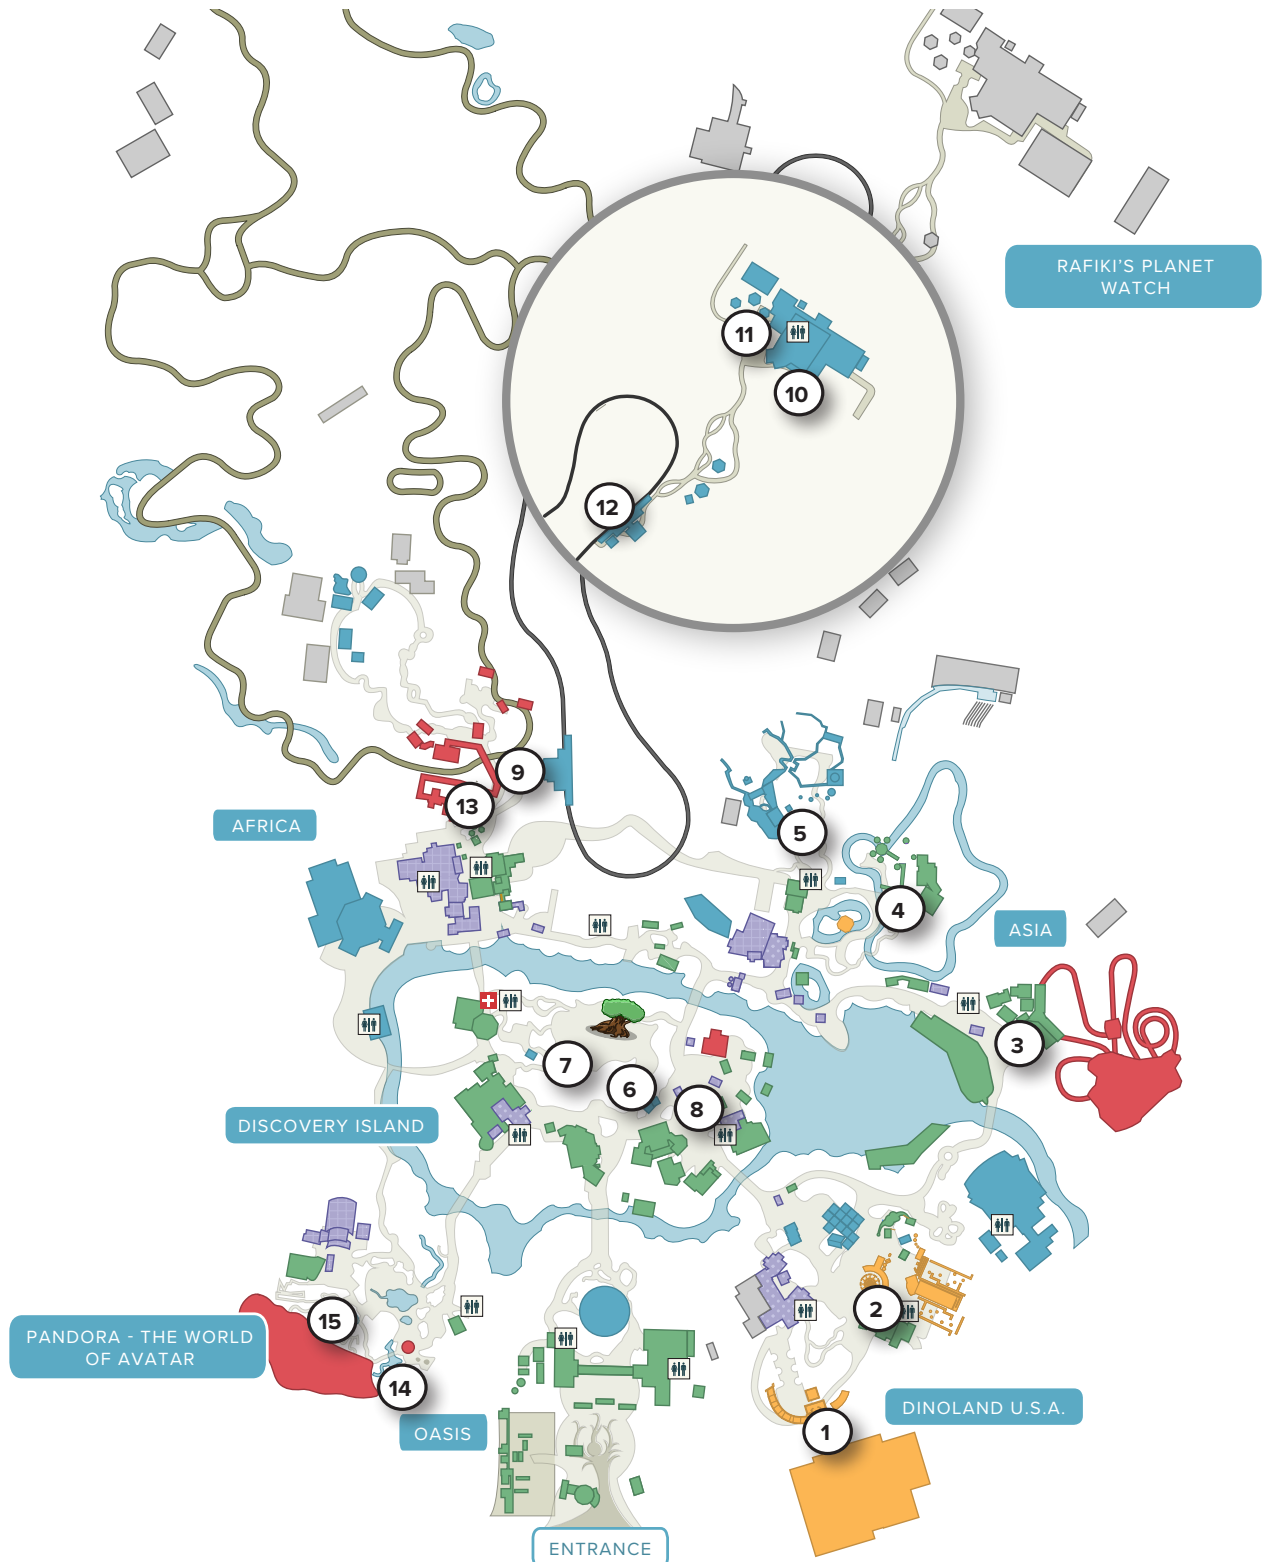 RAFIKI'S PLANET
WATCH
11
10
12
9
13
5
AFRICA
4
ASIA
3
7
6
8
DISCOVERY ISLAND
2
15
PANDORA - THE WORLD
OF AVATAR
14
DINOLAND U.S.A.
OASIS
1
ENTRANCE